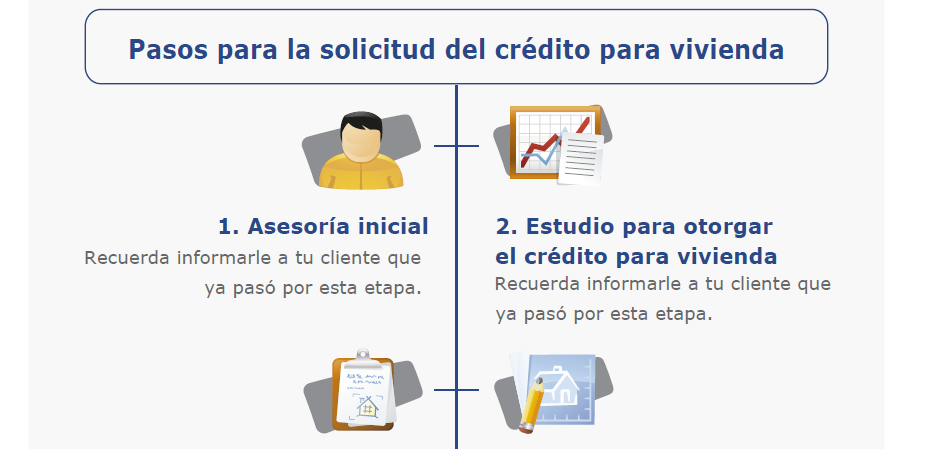 Pasos para la solicitud del crédito para vivienda
1. Asesoría inicial
Recuerda informarle a tu cliente que
ya pasó por esta etapa.
2. Estudio para otorgar
el crédito para vivienda
Recuerda informarle a tu cliente que
ya pasó por esta etapa.